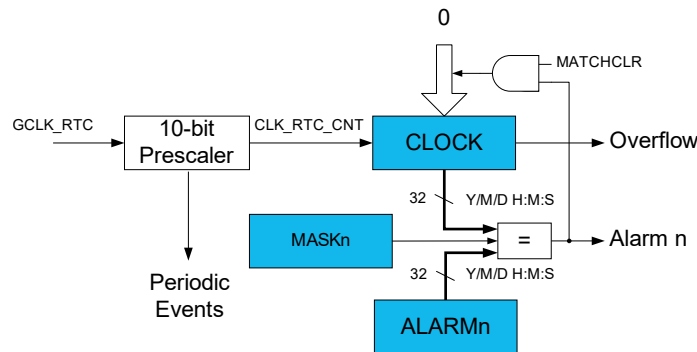 0
MATCHCLR
GCLK_RTC
10-bit
Prescaler
CLK_RTC_CNT
CLOCK
Overflow
32
Y/M/D H:M:S
MASKn
=
Alarm n
32
Y/M/D H:M:S
Periodic
Events
ALARMn